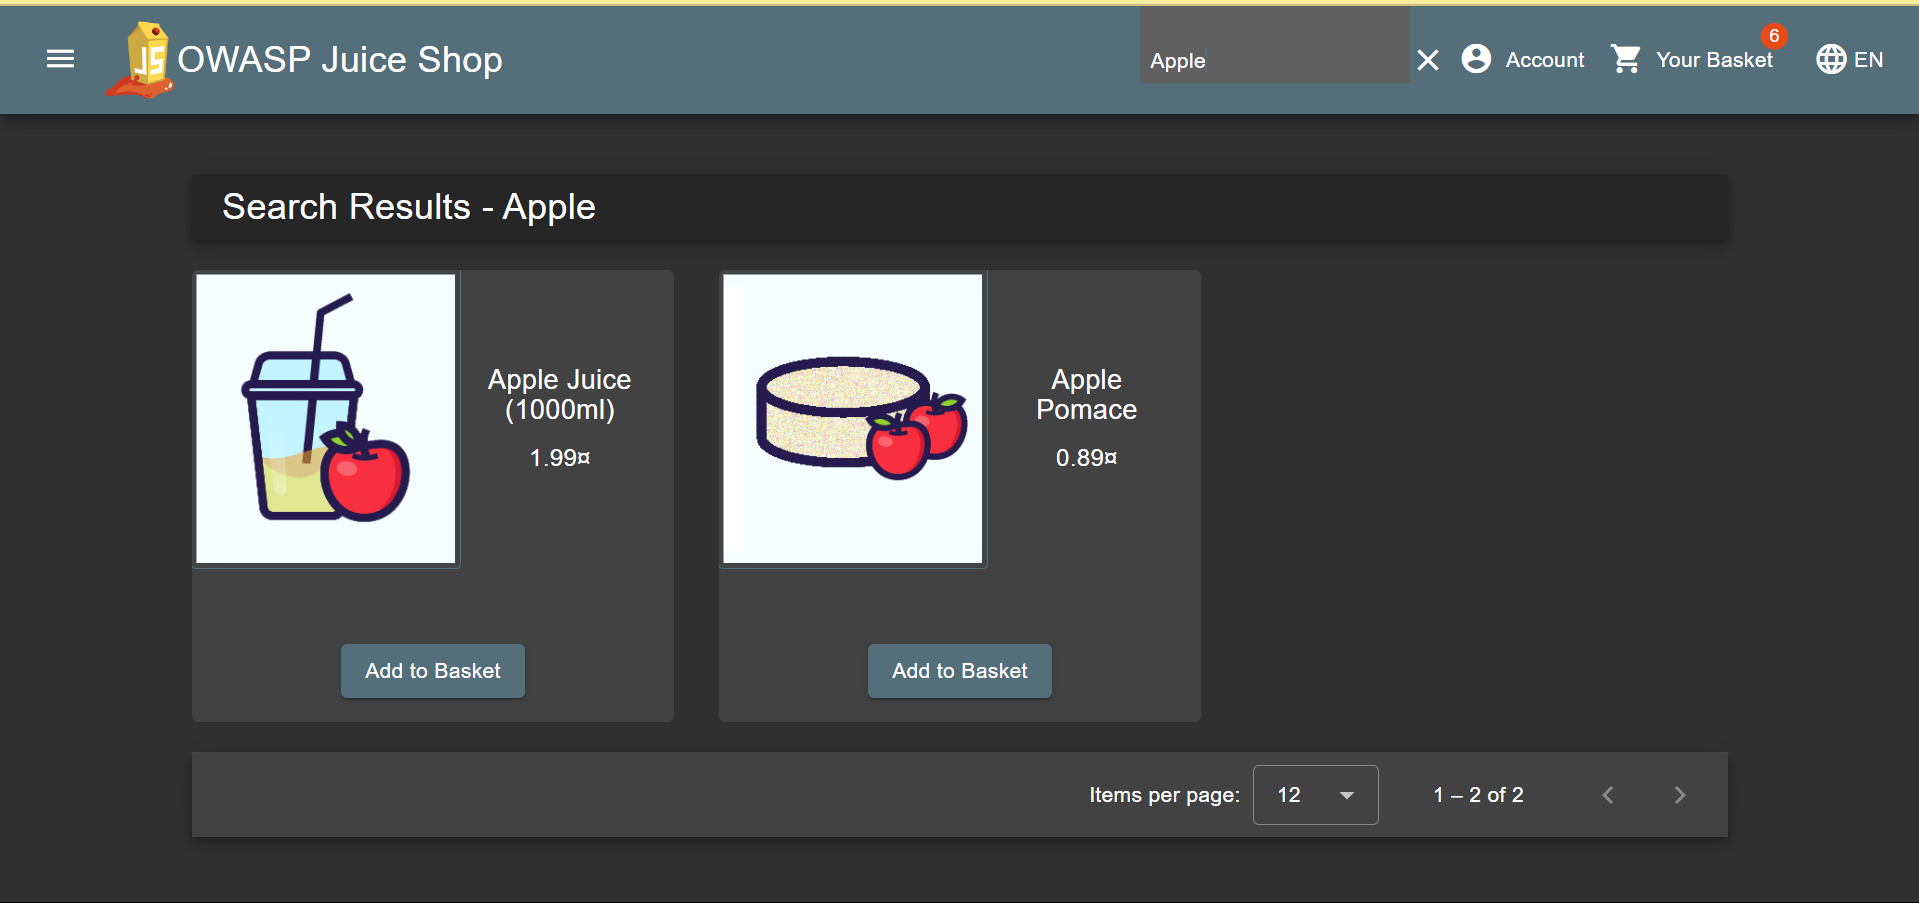 OWASP Juice Shop
Apple
Account
Your Basket
6
EN
Search Results - Apple
Apple Juice
(1000ml)
1.99¤
Add to Basket
Apple
Pomace
0.89¤
Add to Basket
Items per page:
12
1 – 2 of 2